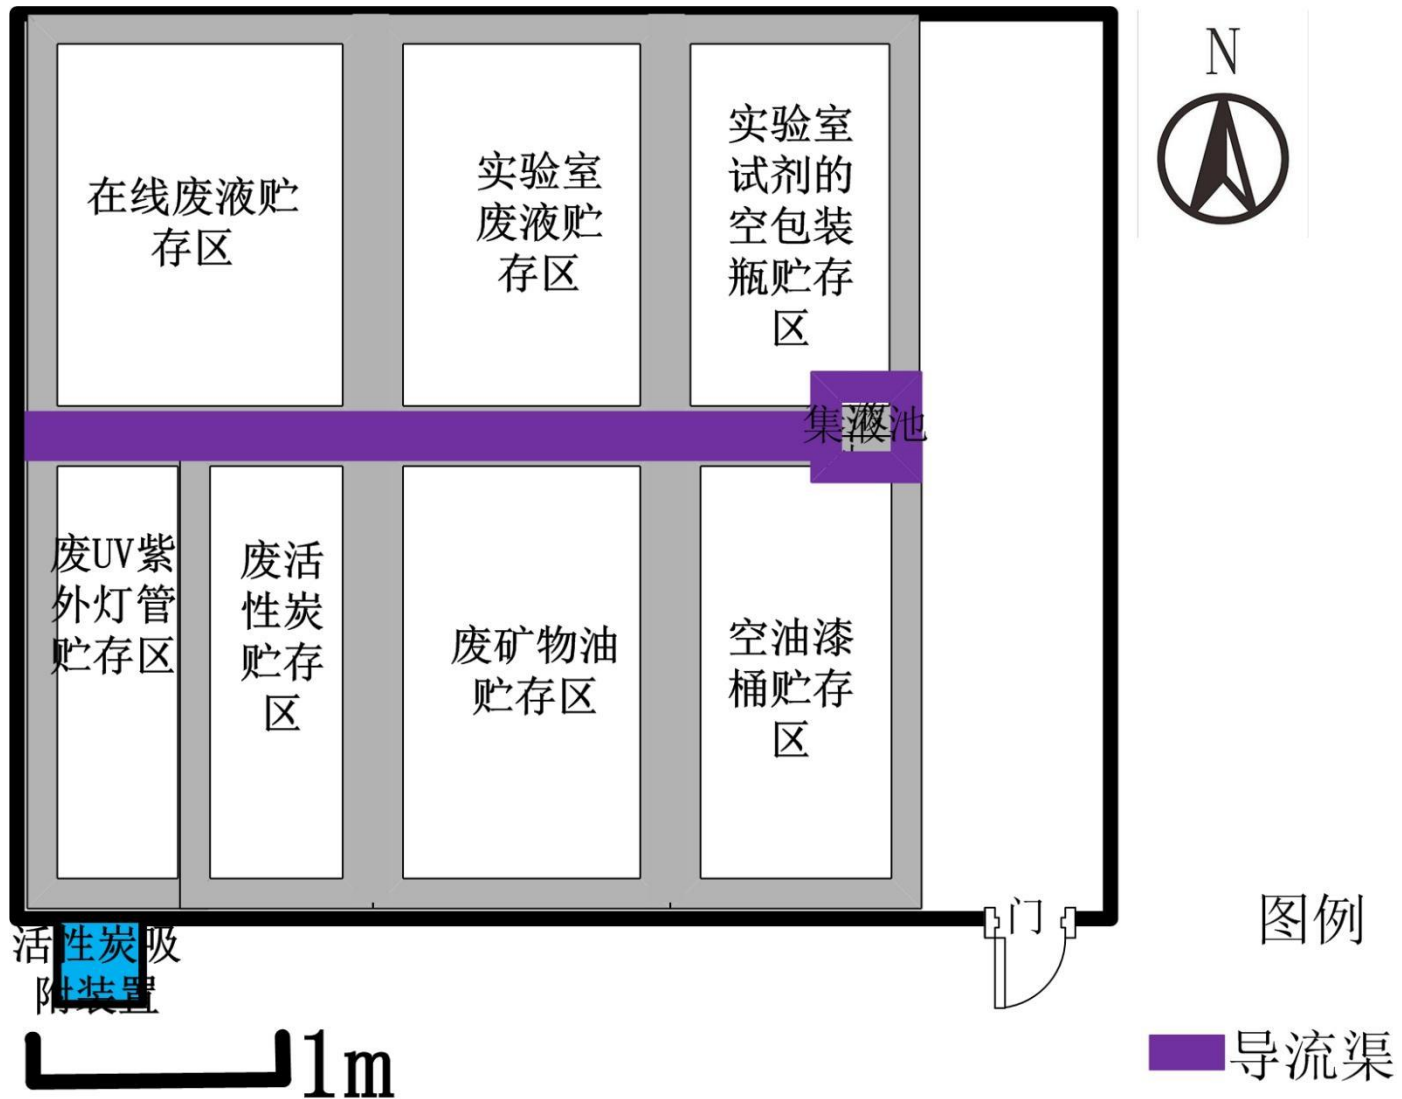 N
在线废液贮
存区
实验室
废液贮
存区
实验室
试剂的
空包装
瓶贮存
区
集液池
废UV紫
外灯管
贮存区
废活
性炭
贮存
区
废矿物油
贮存区
空油漆
桶贮存
区
门
活性炭吸
附装置
1m
图例
导流渠